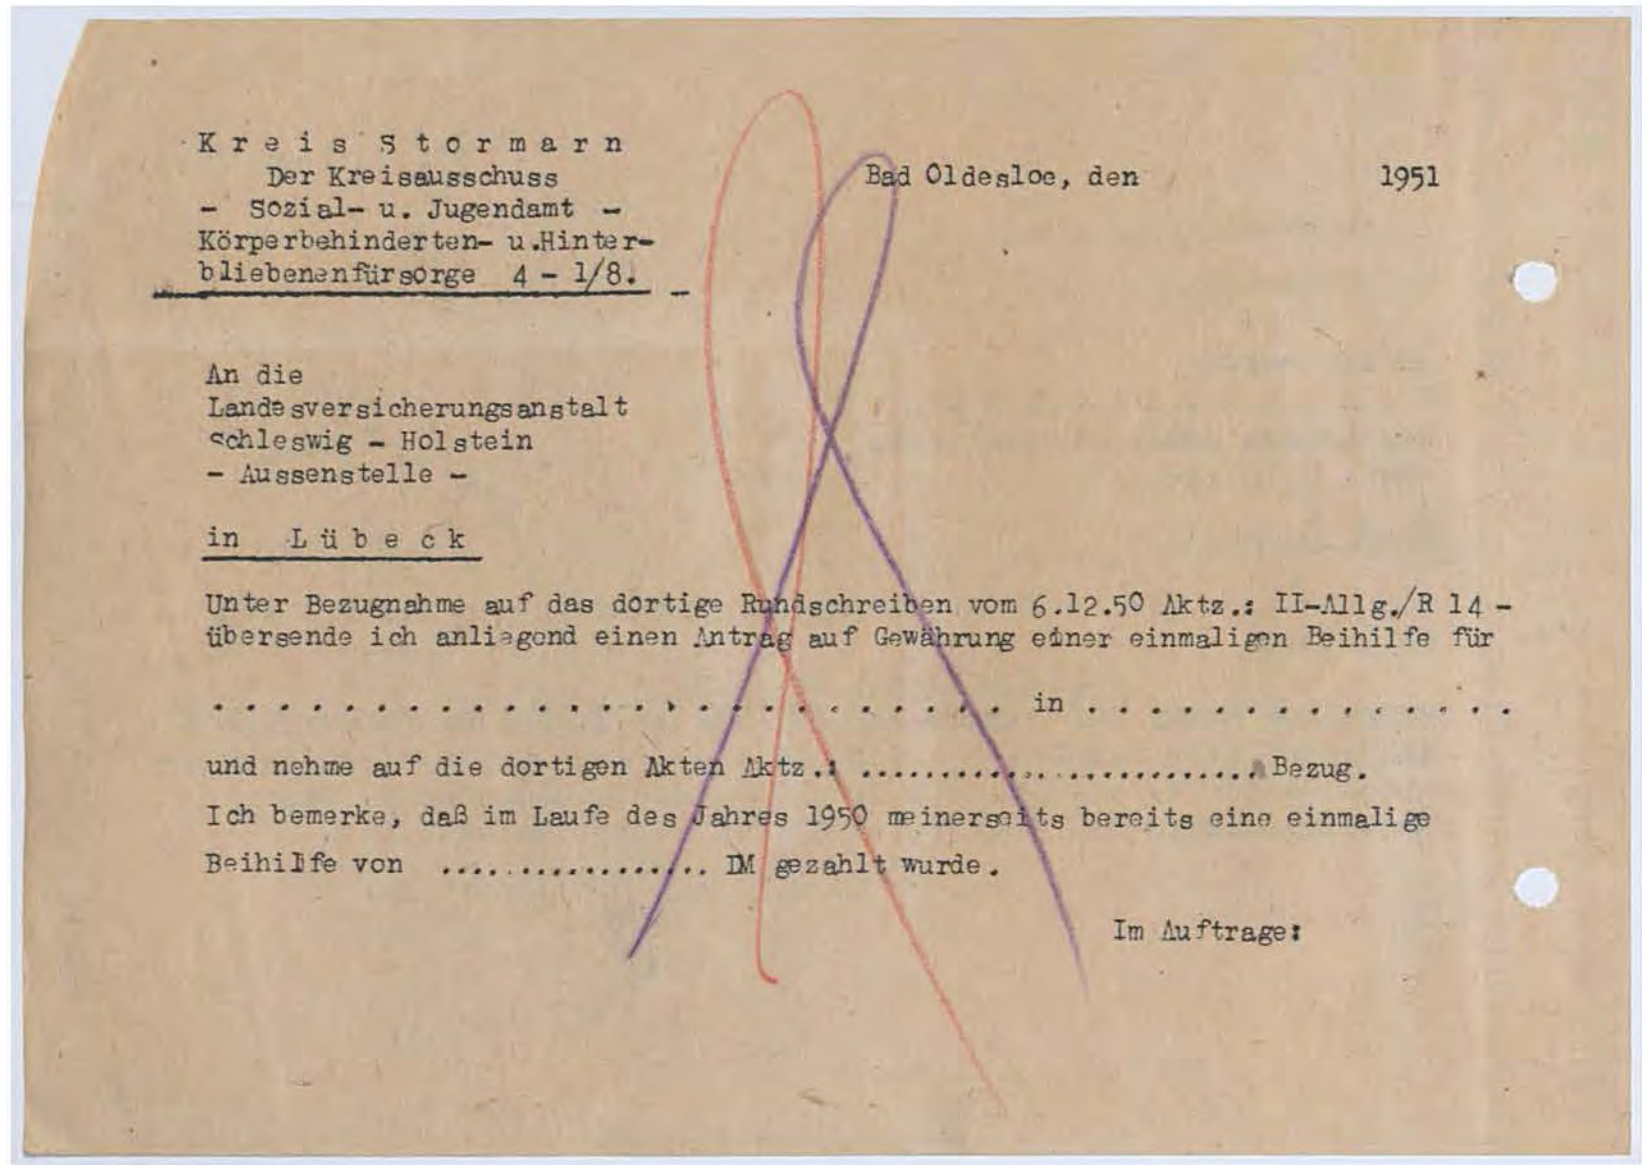 K r e i s  S t o r m a r n
Der Kreisausschuss
- Sozial- u. Jugendamt -
Körperbehinderten- u.Hinter-
bliebenenfürsorge 4 - 1/8.
Bad Oldesloe, den 1951
An die
Landesversicherungsanstalt
Schleswig - Holstein
- Aussenstelle -
in L ü b e c k
Unter Bezugnahme auf das dortige Rundschreiben vom 6.12.50 Aktz.: II-Allg./R 14 -
übersende ich anliegend einen Antrag auf Gewährung einer einmaligen Beihilfe für
. . . . . . . . . . . . . . . . . . . . . . . . . in . . . . . . . . . . . . . .
und nehme auf die dortigen Akten Aktz.: ........................... Bezug.
Ich bemerke, daß im Laufe des Jahres 1950 meinerseits bereits eine einmalige
Beihilfe von .................. DM gezahlt wurde.
Im Auftrage: